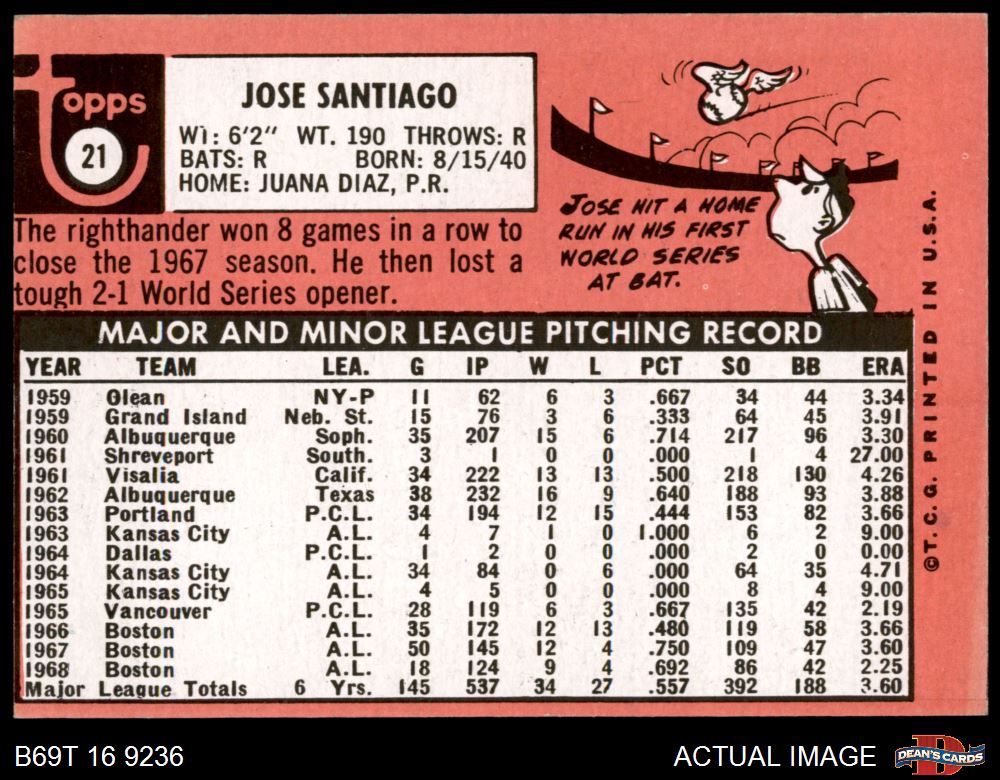 Topps
21
JOSE SANTIAGO
WT: 6'2" WT. 190 THROWS: R
BATS: R BORN: 8/15/40
HOME: JUANA DIAZ, P.R.
The righthander won 8 games in a row to
close the 1967 season. He then lost a
tough 2-1 World Series opener.
JOSE HIT A HOME
RUN IN HIS FIRST
WORLD SERIES
AT BAT.
MAJOR AND MINOR LEAGUE PITCHING RECORD
YEAR TEAM LEA. G IP W L PCT SO BB ERA
1959 Olean NY-P 11 62 6 3 .667 34 44 3.34
1959 Grand Island Neb. St. 15 76 3 6 .333 64 45 3.91
1960 Albuquerque Soph. 35 207 15 6 .714 217 96 3.30
1961 Shreveport South. 3 1 0 0 .000 1 4 27.00
1961 Visalia Calif. 34 222 13 13 .500 218 130 4.26
1962 Albuquerque Texas 38 232 16 9 .640 188 93 3.88
1963 Portland P.C.L. 34 194 12 15 .444 153 82 3.66
1963 Kansas City A.L. 4 7 1 0 1.000 6 2 9.00
1964 Dallas P.C.L. 1 2 0 0 .000 2 0 0.00
1964 Kansas City A.L. 34 84 0 6 .000 64 35 4.71
1965 Kansas City A.L. 4 5 0 0 .000 8 4 9.00
1965 Vancouver P.C.L. 28 119 6 3 .667 135 42 2.19
1966 Boston A.L. 35 172 12 13 .480 119 58 3.66
1967 Boston A.L. 50 145 12 4 .750 109 47 3.60
1968 Boston A.L. 18 124 9 4 .692 86 42 2.25
Major League Totals 6 Yrs. 145 537 34 27 .557 392 188 3.60
©T.C.G. PRINTED IN U.S.A.
B69T 16 9236
ACTUAL IMAGE
DEAN'S CARDS